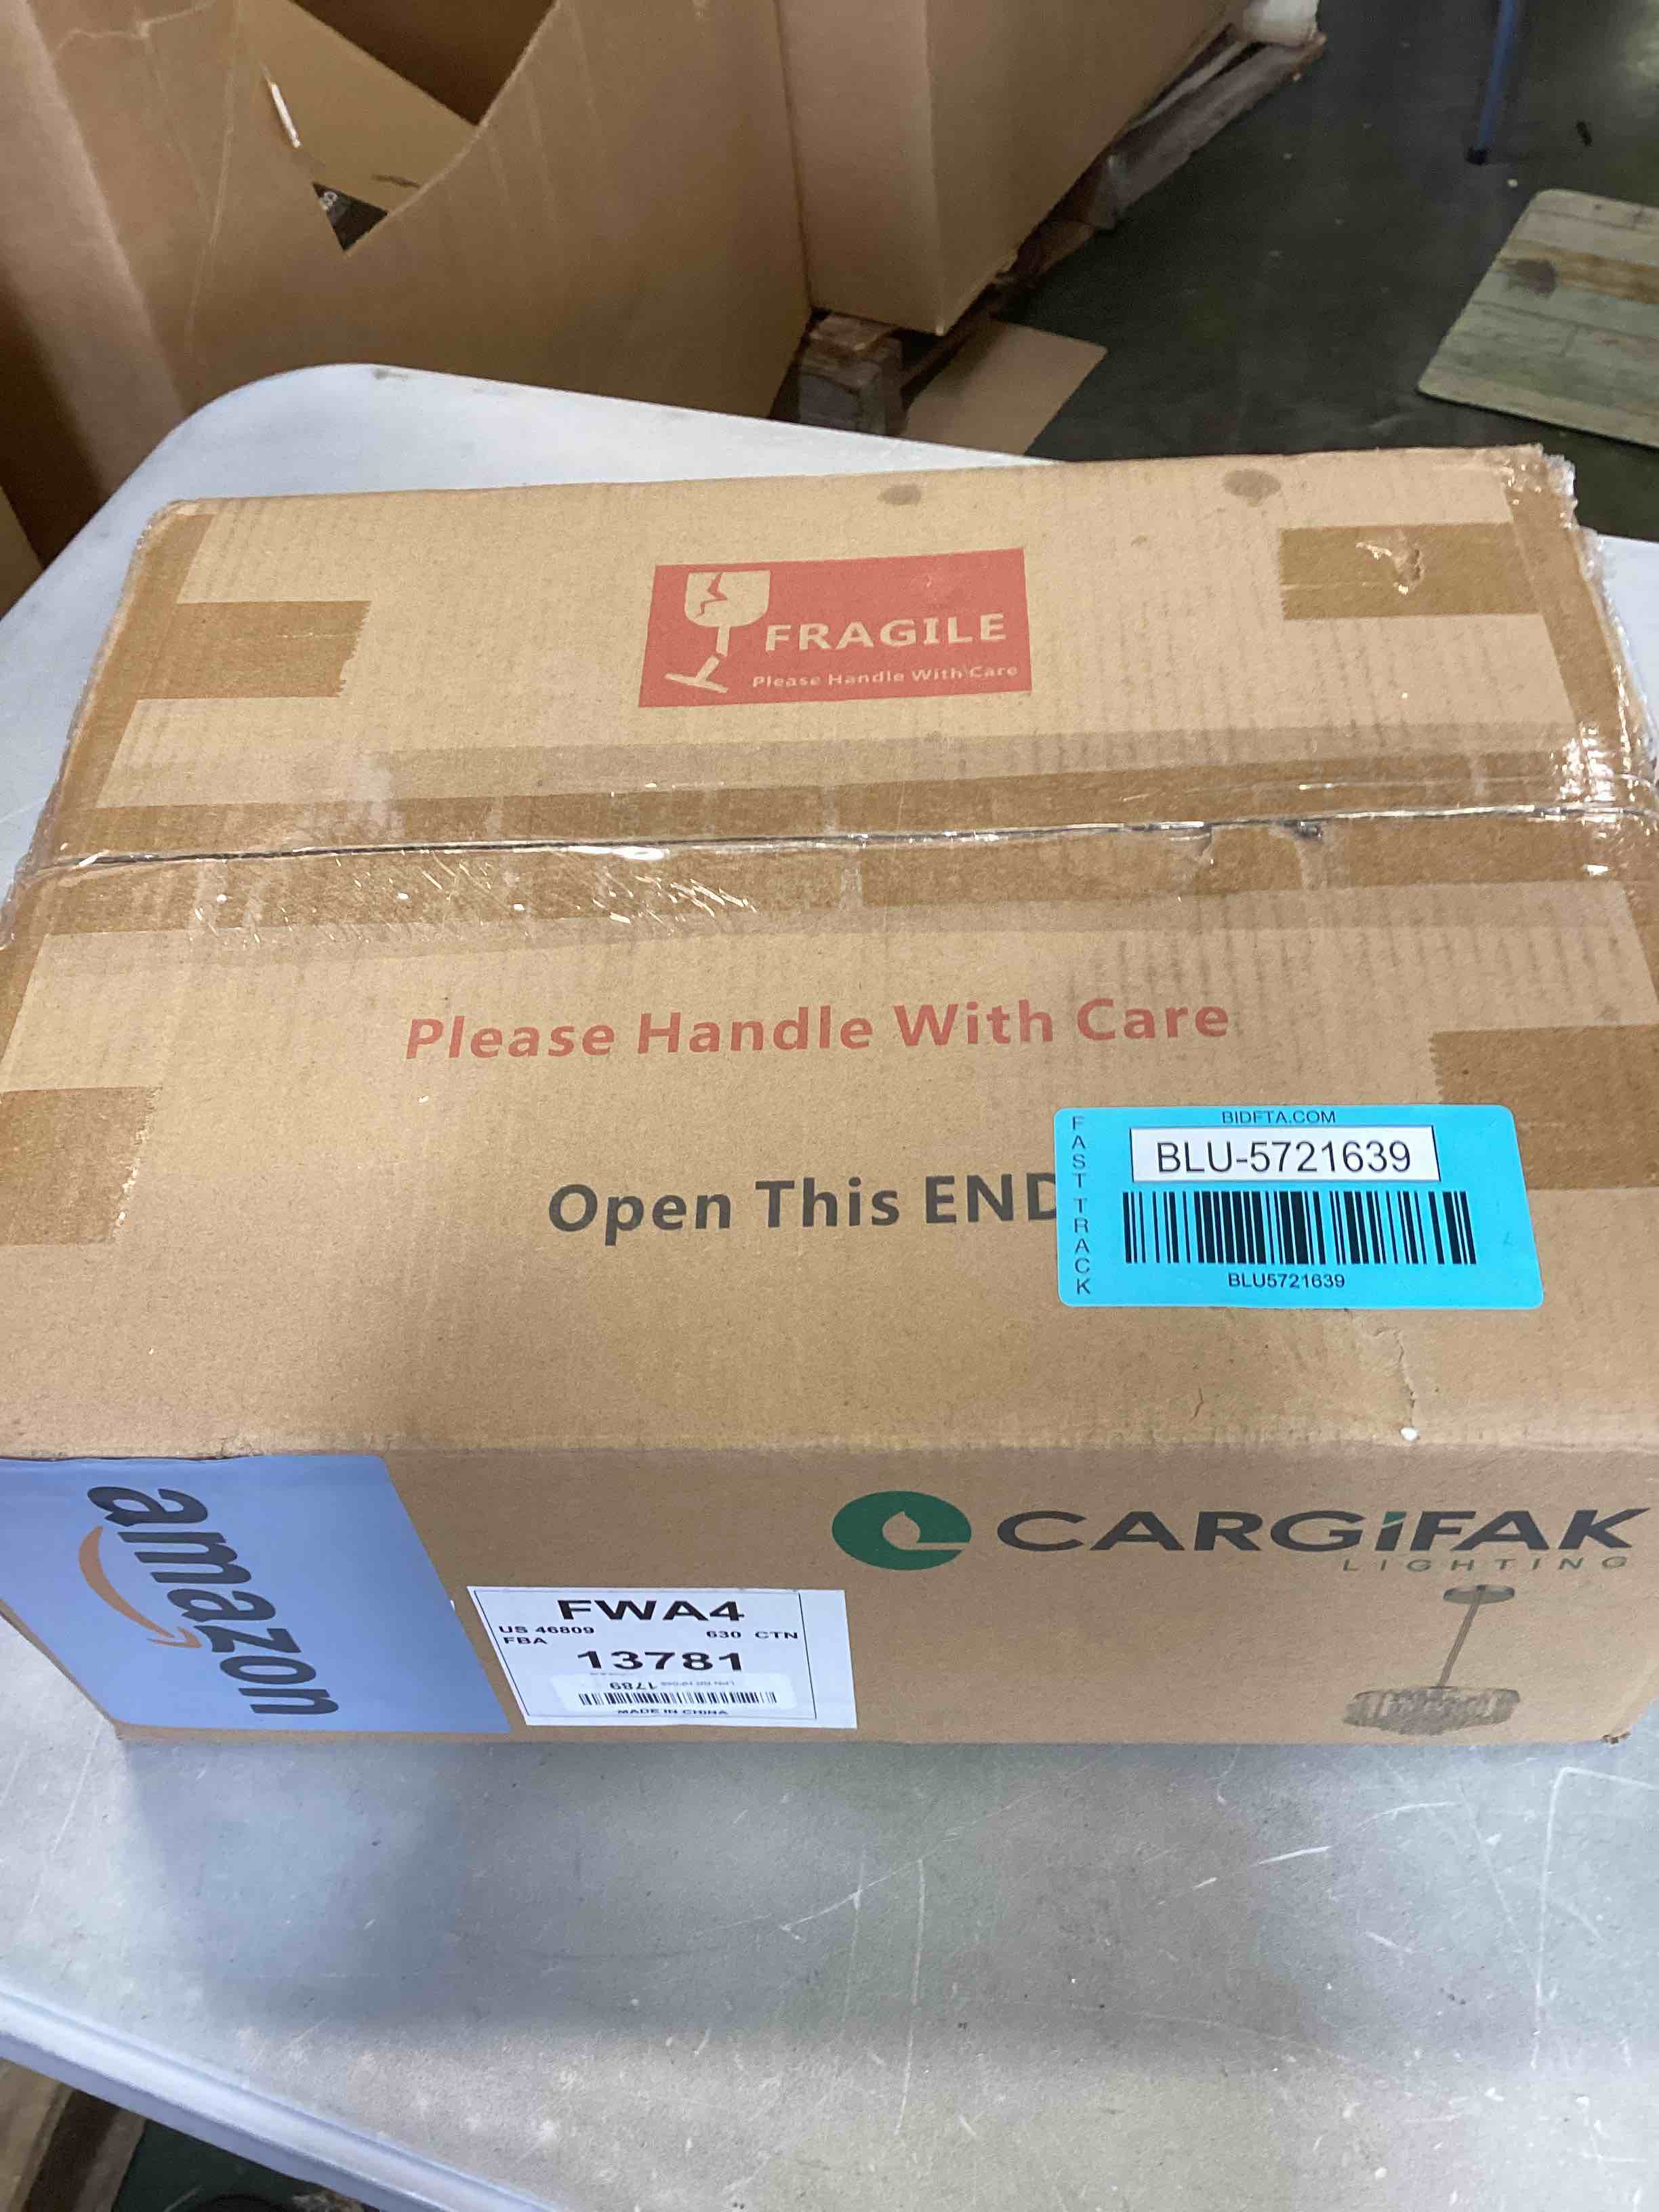 FRAGILE
Please Handle With Care
Please Handle With Care
Open This END
FAST TRACK
BIDFTA.COM
BLU-5721639
BLU5721639
amazon
CARGiFAK
LIGHTING
FWA4
US 46809
630 CTN
FBA
13781
1789
MADE IN CHINA